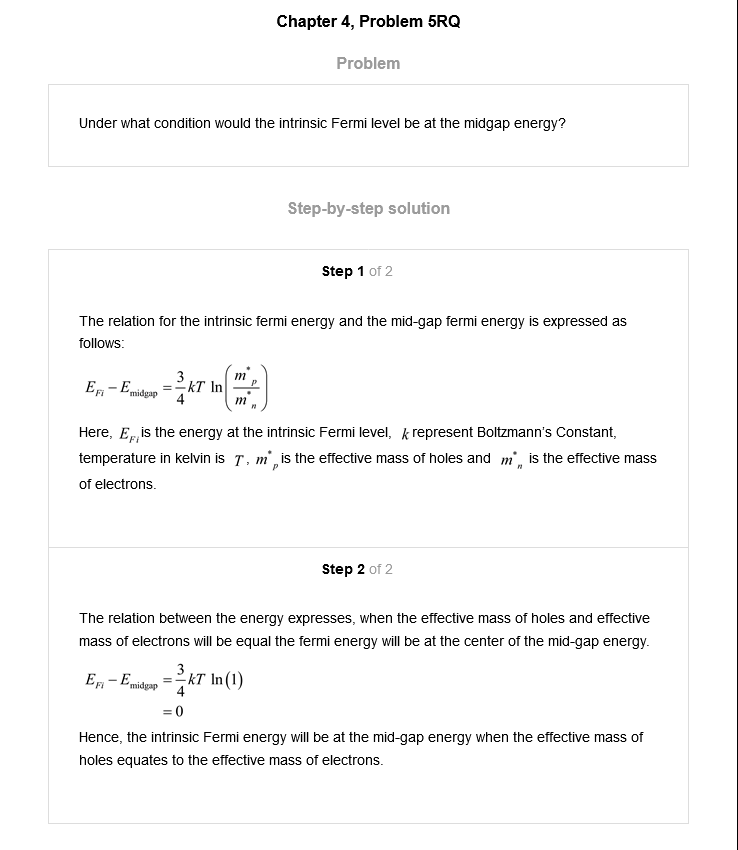 Chapter 4, Problem 5RQ
Problem
Under what condition would the intrinsic Fermi level be at the midgap energy?
Step-by-step solution
Step 1 of 2
The relation for the intrinsic fermi energy and the mid-gap fermi energy is expressed as
follows:
E_{Fi} − E_{midgap} = \frac{3}{4} kT ln(\frac{m^*_p}{m^*_n})
Here, E_{Fi} is the energy at the intrinsic Fermi level, k represent Boltzmann's Constant,
temperature in kelvin is T, m^*_p is the effective mass of holes and m^*_n is the effective mass
of electrons.
Step 2 of 2
The relation between the energy expresses, when the effective mass of holes and effective
mass of electrons will be equal the fermi energy will be at the center of the mid-gap energy.
E_{Fi} − E_{midgap} = \frac{3}{4} kT ln(1)
= 0
Hence, the intrinsic Fermi energy will be at the mid-gap energy when the effective mass of
holes equates to the effective mass of electrons.